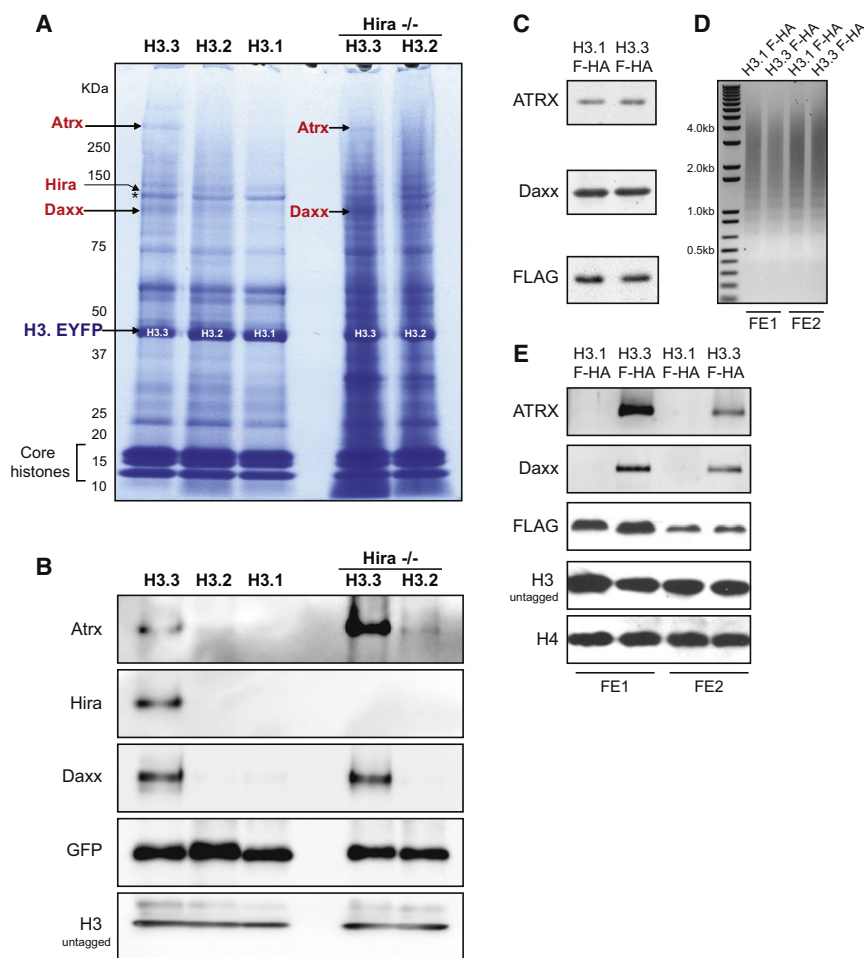 A
Hira -/-
H3.3 H3.2 H3.1 H3.3 H3.2
KDa
Atrx
Atrx
250
150
Hira
*
Daxx
Daxx
75
50
H3. EYFP
H3.3 H3.2 H3.1 H3.3 H3.2
37
25
20
Core
histones
15
10
B
Hira -/-
H3.3 H3.2 H3.1 H3.3 H3.2
Atrx
Hira
Daxx
GFP
H3
untagged
C
H3.1 H3.3
F-HA F-HA
ATRX
Daxx
FLAG
D
H3.1 F-HA
H3.3 F-HA
H3.1 F-HA
H3.3 F-HA
4.0kb
2.0kb
1.0kb
0.5kb
FE1 FE2
E
H3.1 H3.3 H3.1 H3.3
F-HA F-HA F-HA F-HA
ATRX
Daxx
FLAG
H3
untagged
H4
FE1 FE2